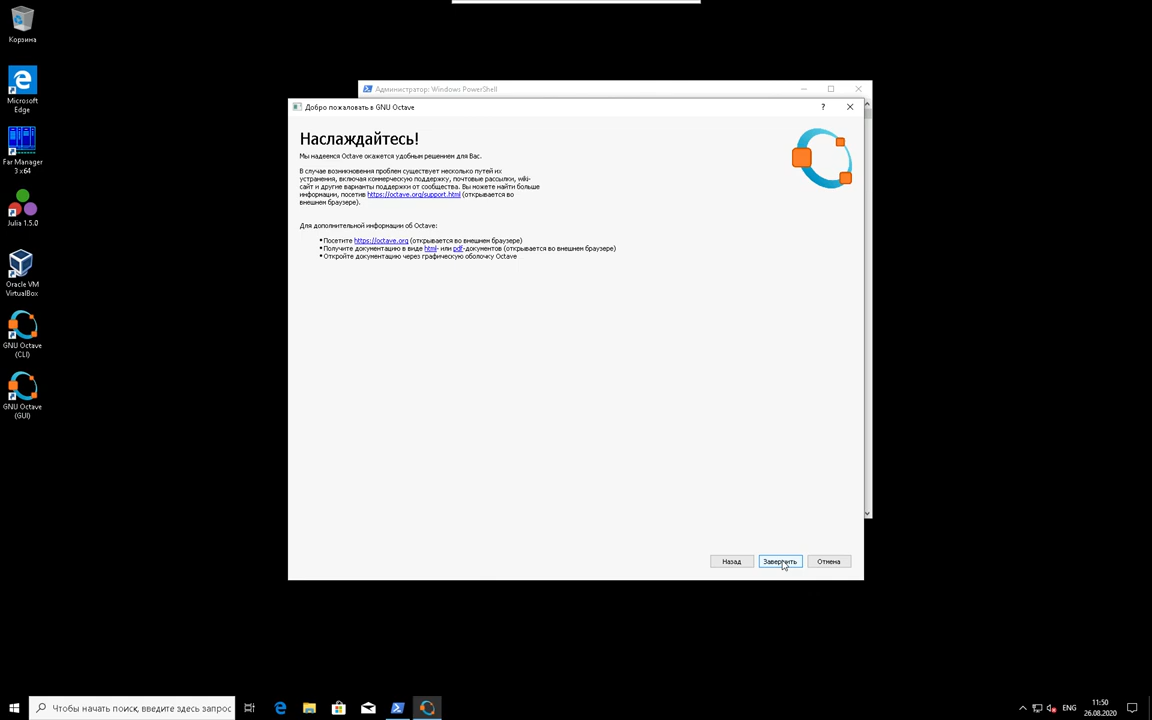 Корзина
Microsoft
Edge
Far Manager
3 x64
Julia 1.5.0
Oracle VM
VirtualBox
GNU Octave
(CLI)
GNU Octave
(GUI)
Администратор: Windows PowerShell
Добро пожаловать в GNU Octave
Наслаждайтесь!
Мы надеемся Octave окажется удобным решением для Вас.
В случае возникновения проблем существует несколько путей их
устранения, включая коммерческую поддержку, почтовые рассылки, wiki-
сайт и другие варианты поддержки от сообщества. Вы можете найти больше
информации, посетив https://octave.org/support.html (открывается во
внешнем браузере).
Для дополнительной информации об Octave:
Посетите https://octave.org (открывается во внешнем браузере)
Получите документацию в виде html- или pdf-документов (открывается во внешнем браузере)
Откройте документацию через графическую оболочку Octave
Назад
Завершить
Отмена
Чтобы начать поиск, введите здесь запрос
ENG
11:50
26.08.2020